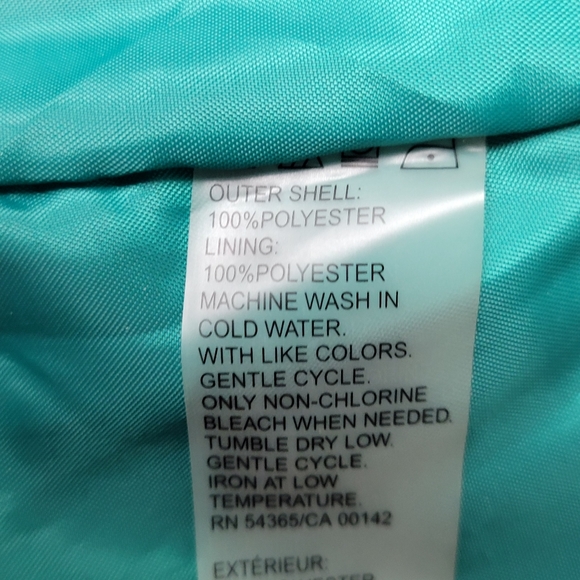 OUTER SHELL:
100%POLYESTER
LINING:
100%POLYESTER
MACHINE WASH IN
COLD WATER.
WITH LIKE COLORS.
GENTLE CYCLE.
ONLY NON-CHLORINE
BLEACH WHEN NEEDED.
TUMBLE DRY LOW.
GENTLE CYCLE.
IRON AT LOW
TEMPERATURE.
RN 54365/CA 00142
EXTÉRIEUR: